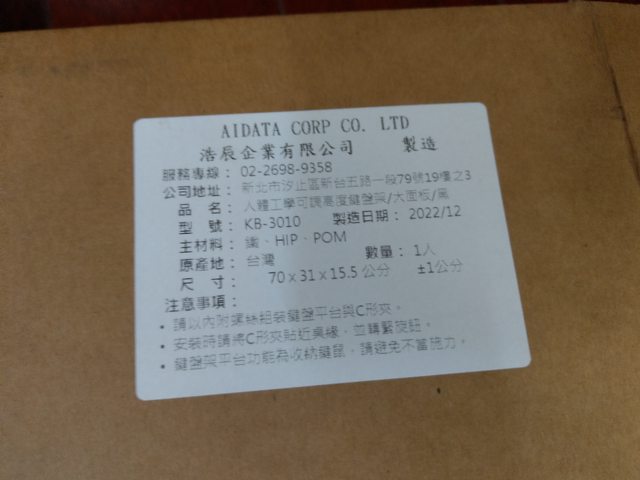 AIDATA CORP CO. LTD
浩辰企業有限公司 製造
服務專線： 02-2698-9358
公司地址： 新北市汐止區新台五路一段79號19樓之3
品 名： 人體工學可調高度鍵盤架/大面板/黑
型 號： KB-3010 製造日期： 2022/12
主材料： 鐵、HIP、POM
原產地： 台灣 數量： 1入
尺 寸： 70 x 31 x 15.5 公分 ±1公分
注意事項：
• 請以內附螺絲組裝鍵盤平台與C形夾。
• 安裝時請將C形夾貼近桌緣，並轉緊旋鈕。
• 鍵盤架平台功能為收納鍵鼠，請避免不當施力。